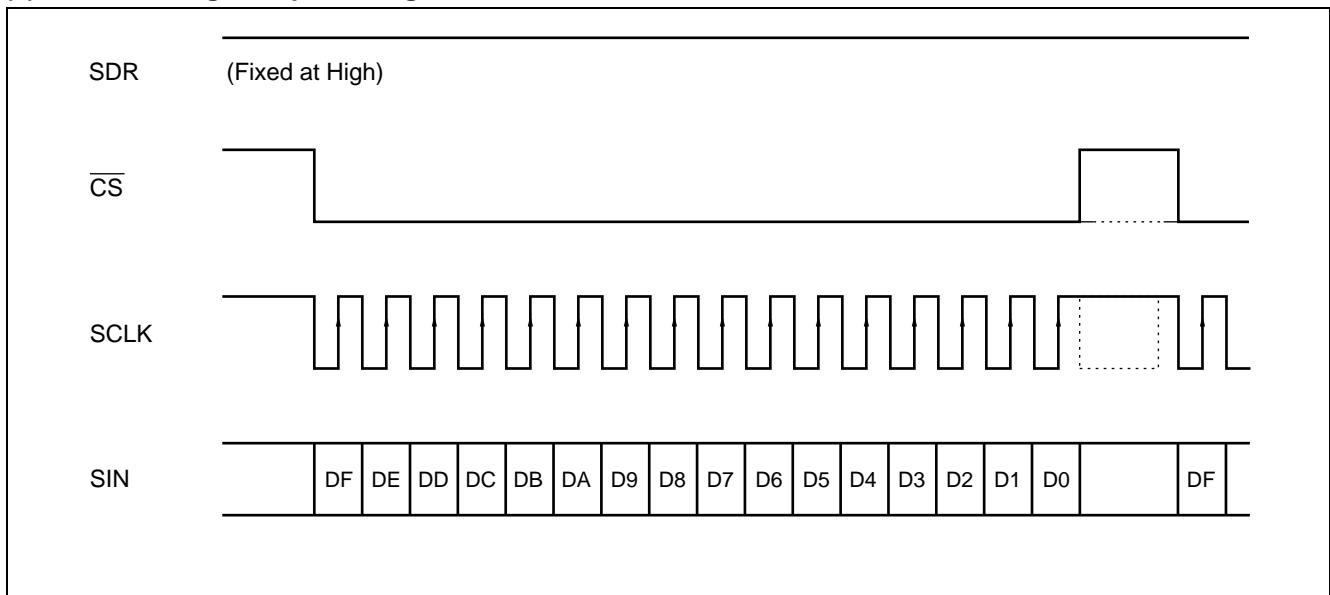 SDR (Fixed at High)
CS
SCLK
SIN DF DE DD DC DB DA D9 D8 D7 D6 D5 D4 D3 D2 D1 D0 DF